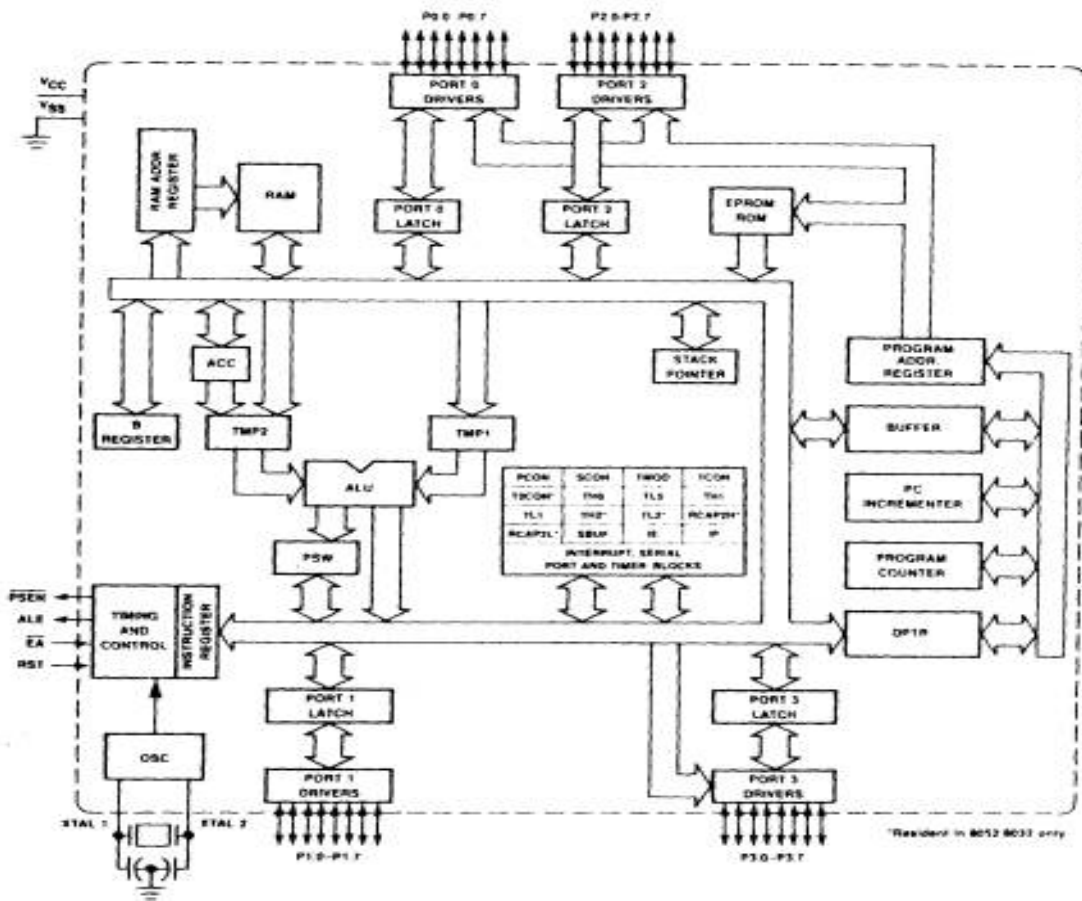 P0.0-P0.7
P2.0-P2.7
VCC
VSS
PORT 0
DRIVERS
PORT 2
DRIVERS
RAM ADDR
REGISTER
RAM
PORT 0
LATCH
PORT 2
LATCH
EPROM
ROM
ACC
STACK
POINTER
PROGRAM
ADDR.
REGISTER
B
REGISTER
TMP2
TMP1
BUFFER
ALU
PCON
SCON
TMOD
TCON
T2CON*
TH0
TL0
TH1
TL1
TH2*
TL2*
RCAP2H*
RCAP2L*
SBUF
IE
IP
INTERRUPT, SERIAL
PORT AND TIMER BLOCKS
PC
INCREMENTER
PSW
PROGRAM
COUNTER
PSEN
ALE
EA
RST
TIMING
AND
CONTROL
INSTRUCTION
REGISTER
DPTR
PORT 1
LATCH
PORT 3
LATCH
OSC
PORT 1
DRIVERS
PORT 3
DRIVERS
XTAL 1
XTAL 2
P1.0-P1.7
P3.0-P3.7
*Resident in 8052 8032 only